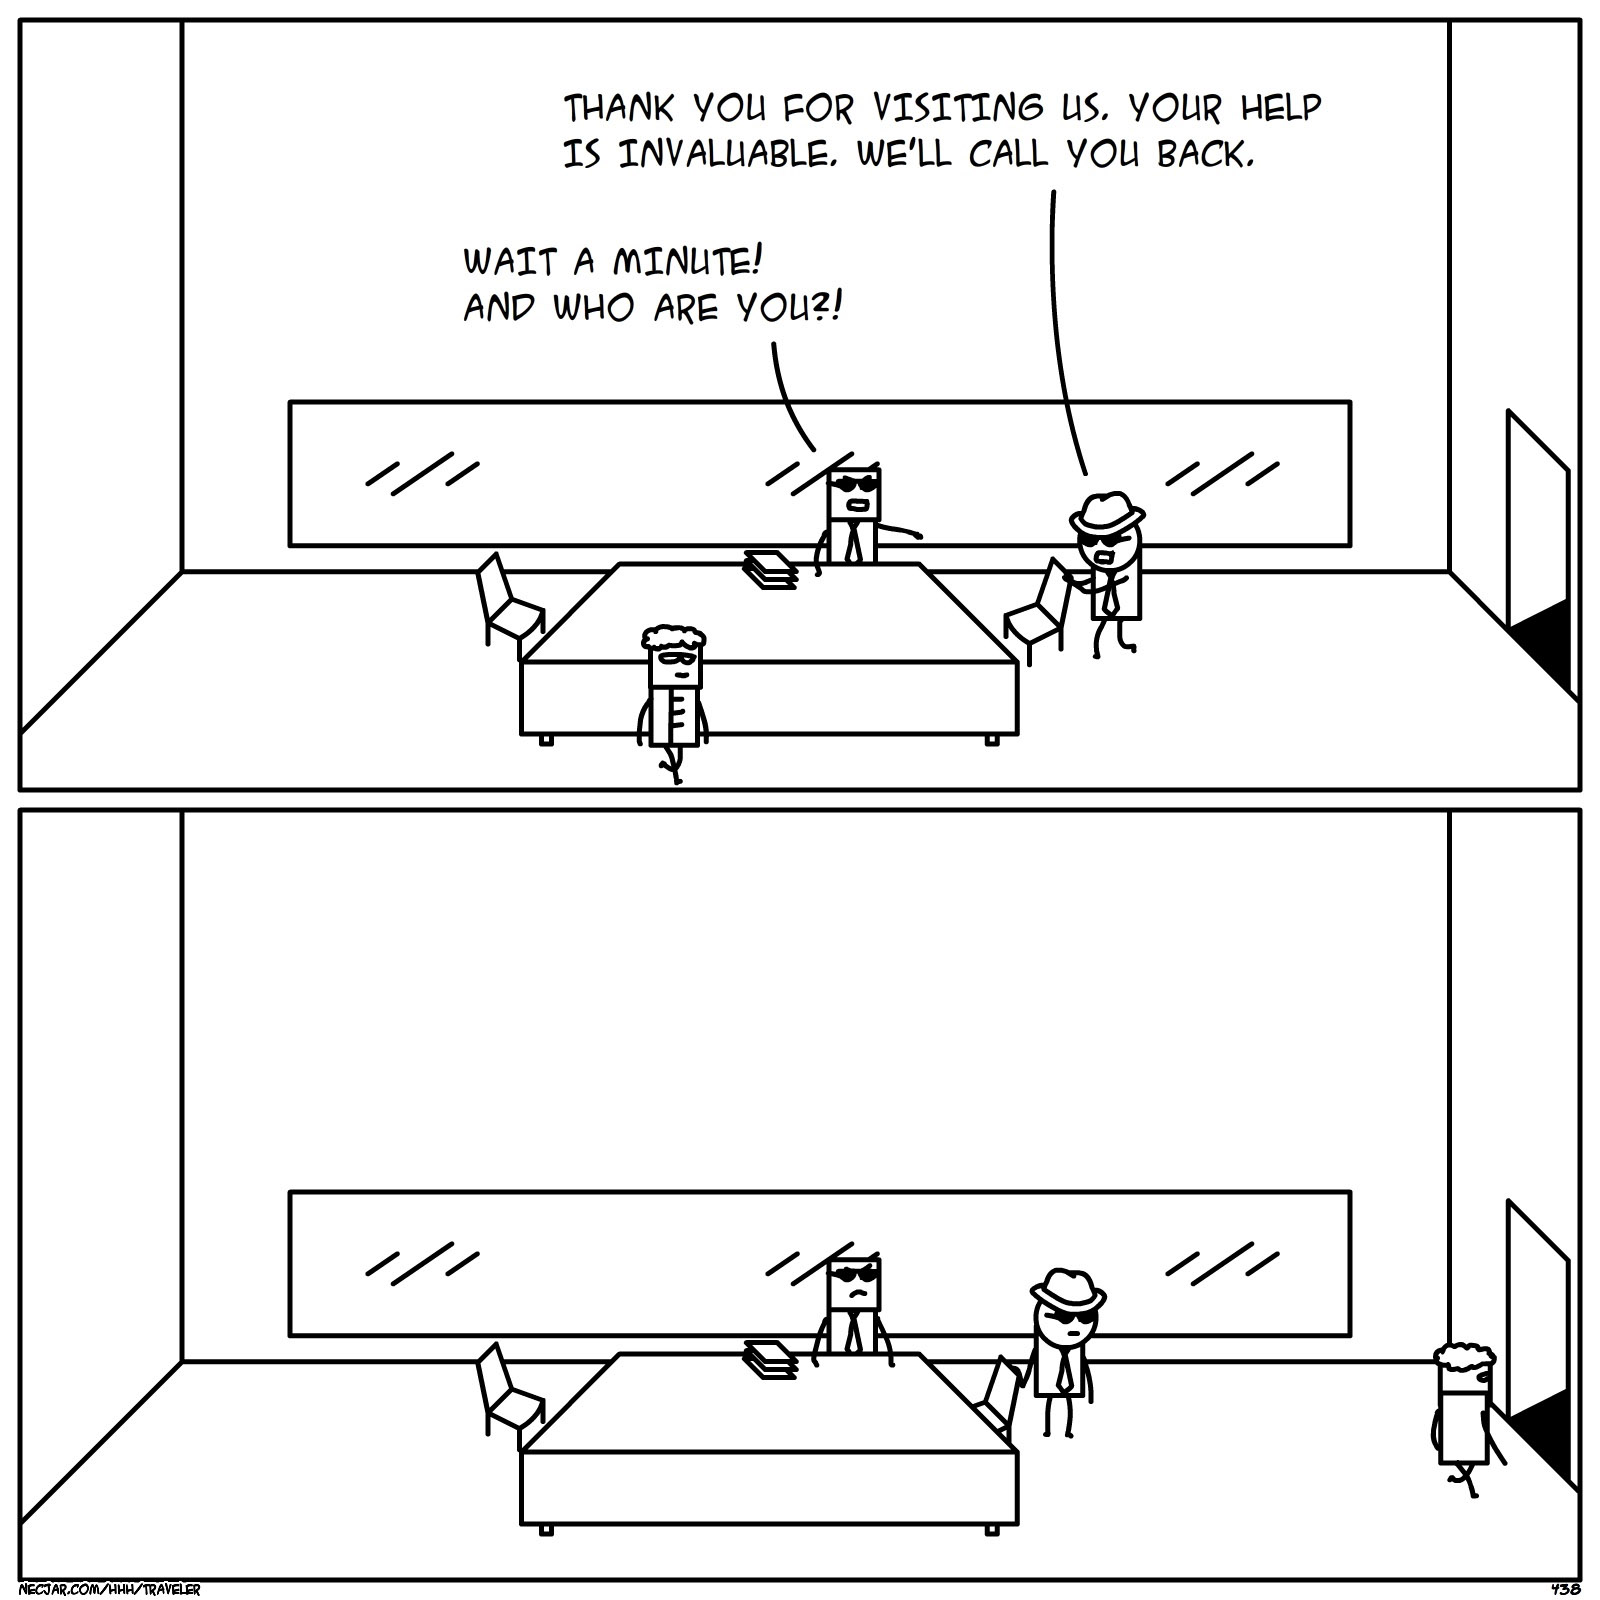 THANK YOU FOR VISITING US. YOUR HELP
IS INVALUABLE. WE'LL CALL YOU BACK.
WAIT A MINUTE!
AND WHO ARE YOU?!
NECJAR.COM/HHH/TRAVELER
438